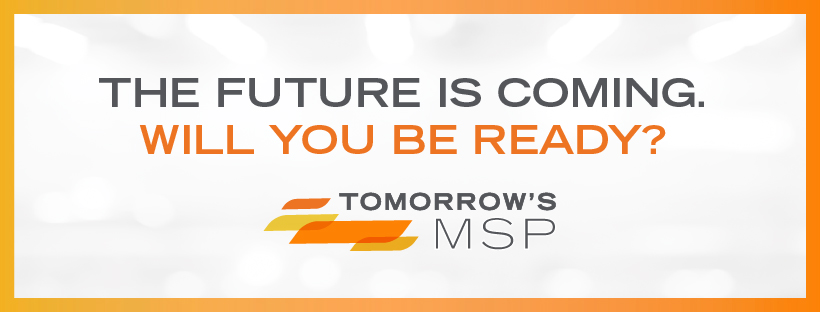 THE FUTURE IS COMING.
WILL YOU BE READY?
TOMORROW'S
MSP